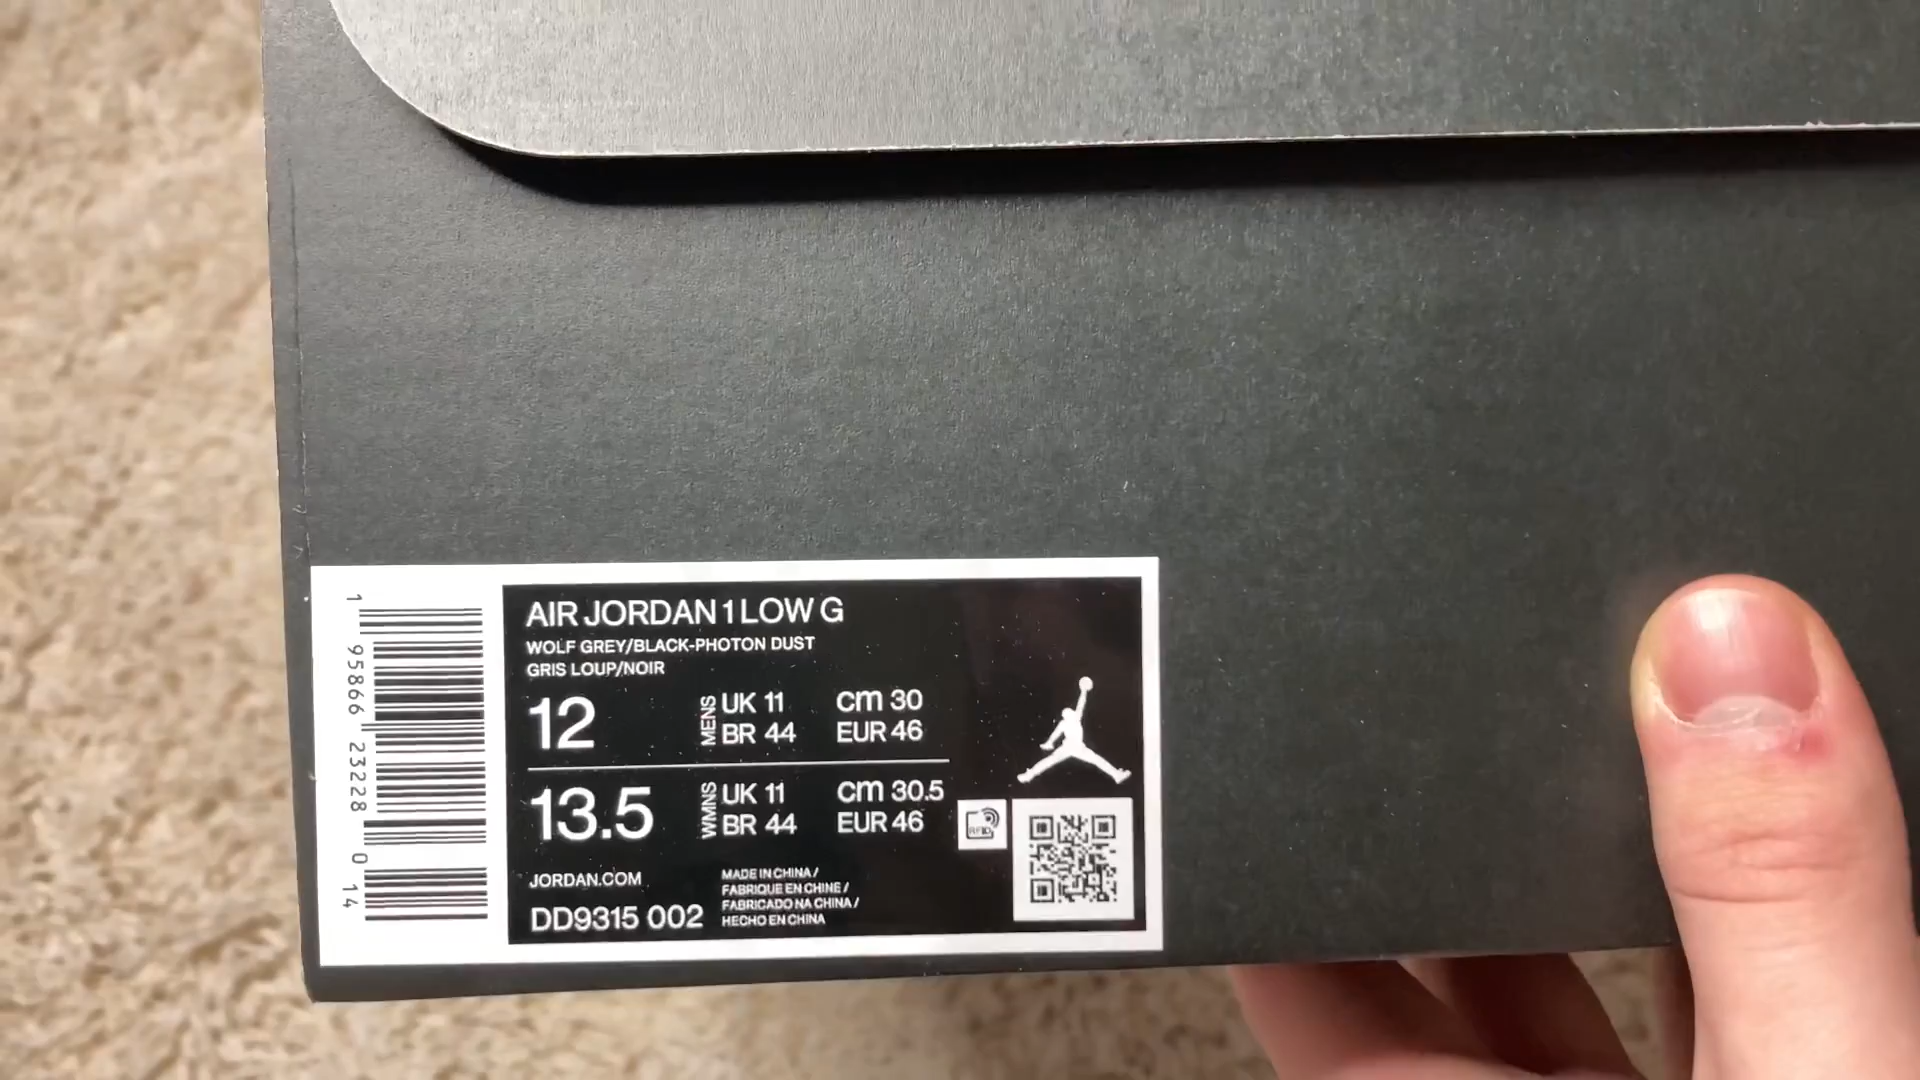 AIR JORDAN 1 LOW G
WOLF GREY/BLACK-PHOTON DUST
GRIS LOUP/NOIR
12 MENS UK 11 cm 30
BR 44 EUR 46
13.5 WMNS UK 11 cm 30.5
BR 44 EUR 46
RFID
JORDAN.COM
DD9315 002
MADE IN CHINA /
FABRIQUE EN CHINE /
FABRICADO NA CHINA /
HECHO EN CHINA
1 95866 23228 0 14